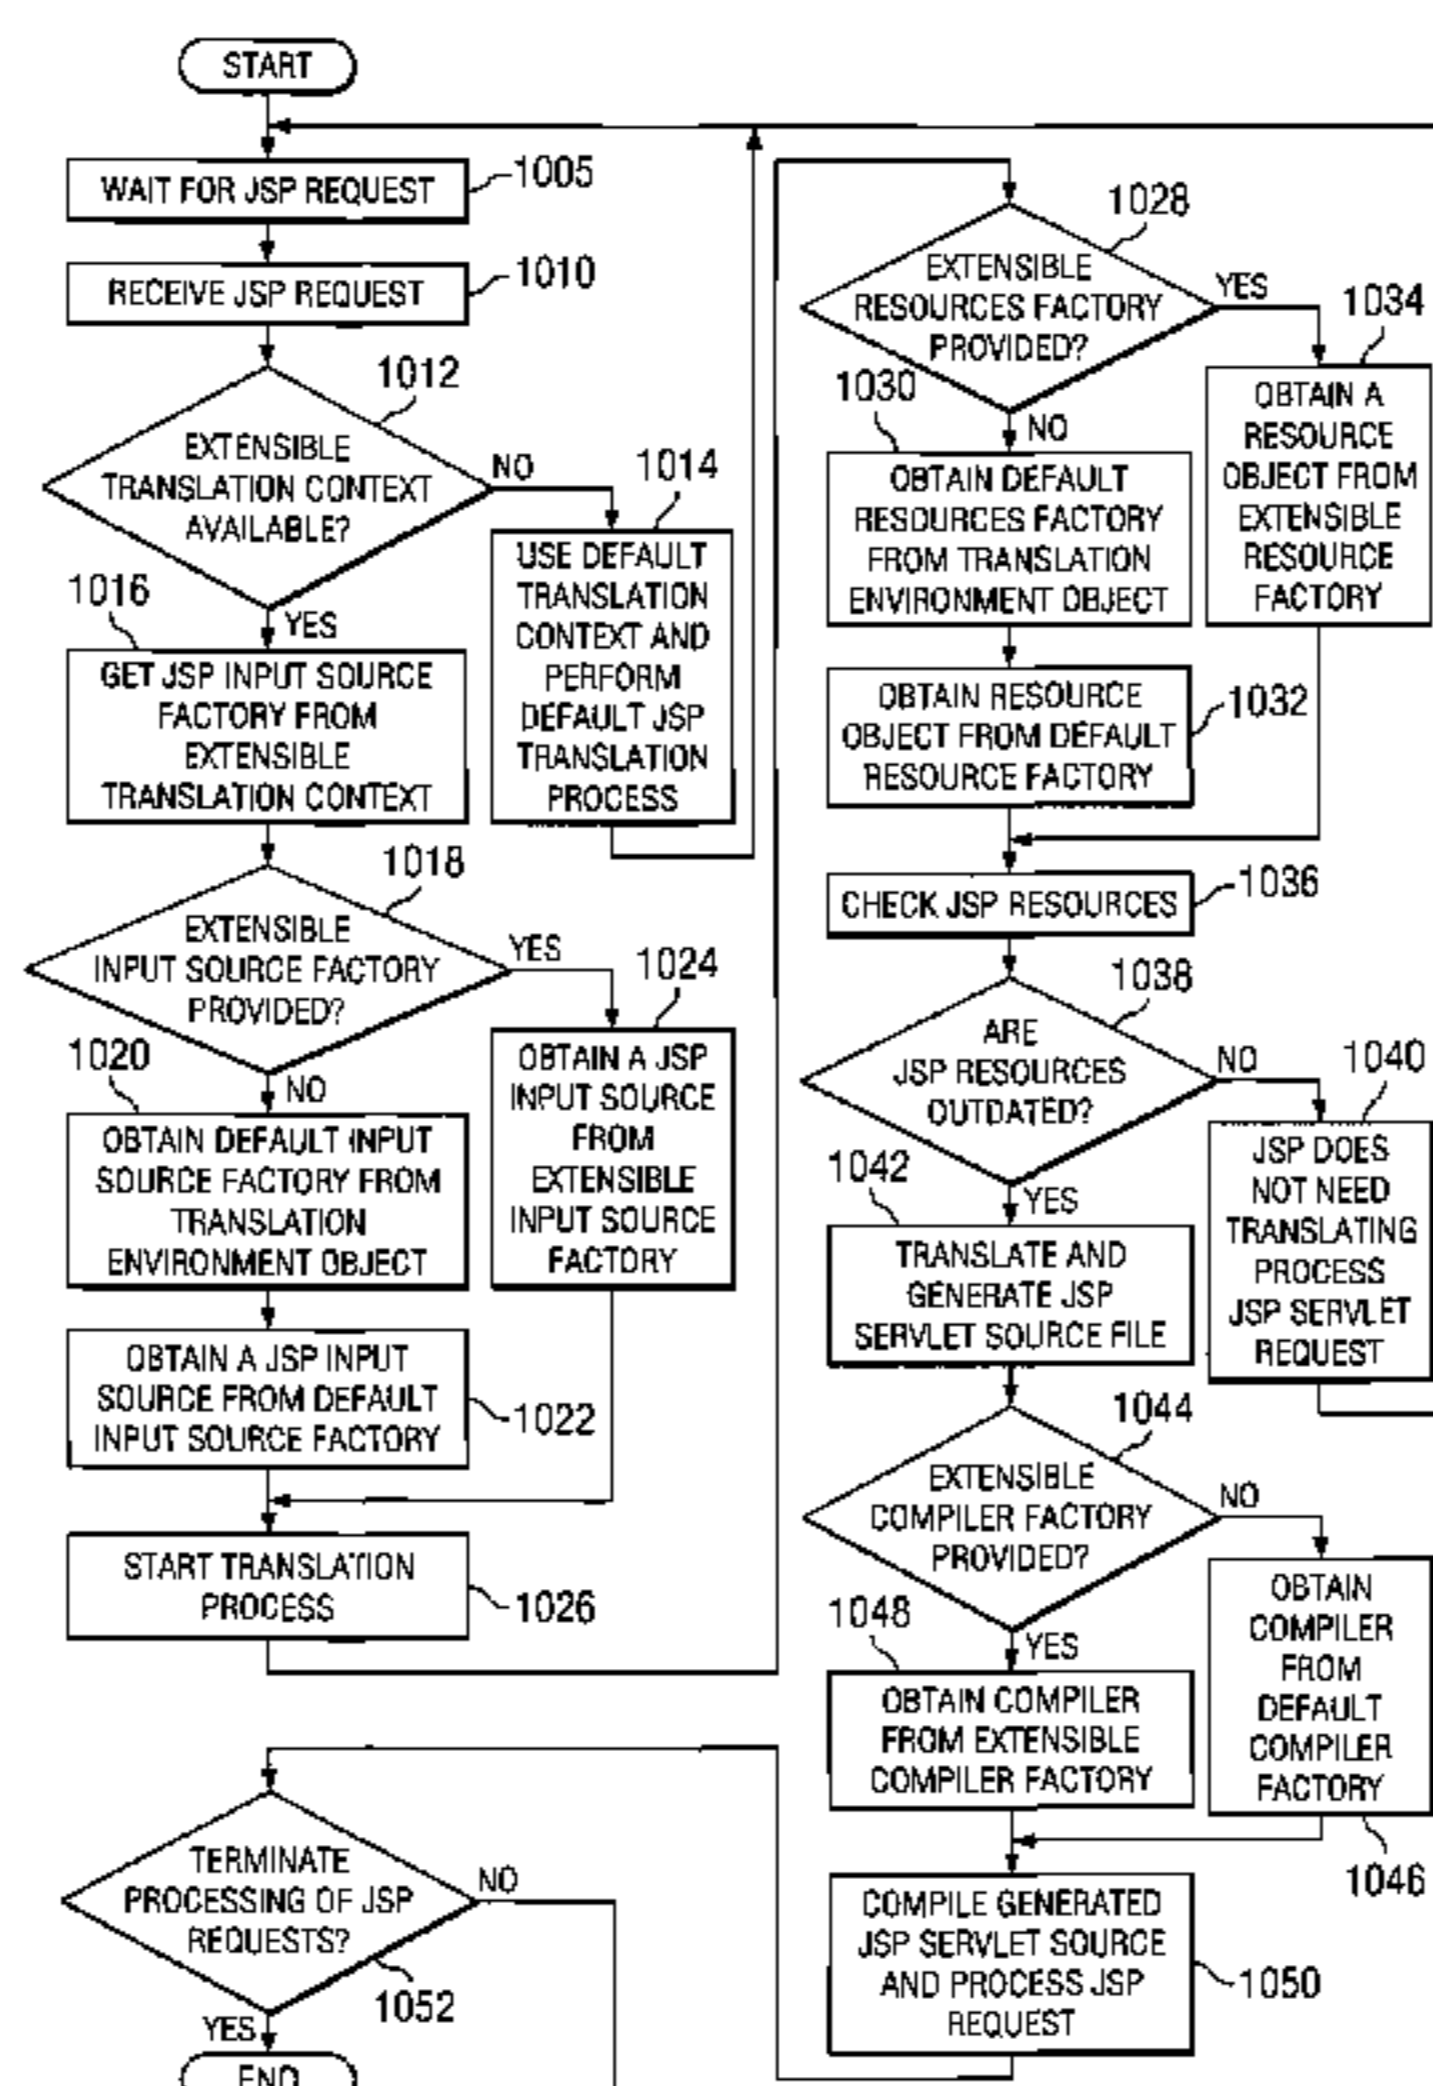 START
WAIT FOR JSP REQUEST
1005
RECEIVE JSP REQUEST
1010
1012
EXTENSIBLE
TRANSLATION CONTEXT
AVAILABLE?
NO
YES
1014
USE DEFAULT
TRANSLATION
CONTEXT AND
PERFORM
DEFAULT JSP
TRANSLATION
PROCESS
1016
GET JSP INPUT SOURCE
FACTORY FROM
EXTENSIBLE
TRANSLATION CONTEXT
1018
EXTENSIBLE
INPUT SOURCE FACTORY
PROVIDED?
YES
NO
1024
OBTAIN A JSP
INPUT SOURCE
FROM
EXTENSIBLE
INPUT SOURCE
FACTORY
1020
OBTAIN DEFAULT INPUT
SOURCE FACTORY FROM
TRANSLATION
ENVIRONMENT OBJECT
OBTAIN A JSP INPUT
SOURCE FROM DEFAULT
INPUT SOURCE FACTORY
1022
START TRANSLATION
PROCESS
1026
1028
EXTENSIBLE
RESOURCES FACTORY
PROVIDED?
YES
NO
1034
OBTAIN A
RESOURCE
OBJECT FROM
EXTENSIBLE
RESOURCE
FACTORY
1030
OBTAIN DEFAULT
RESOURCES FACTORY
FROM TRANSLATION
ENVIRONMENT OBJECT
OBTAIN RESOURCE
OBJECT FROM DEFAULT
RESOURCE FACTORY
1032
CHECK JSP RESOURCES
1036
1038
ARE
JSP RESOURCES
OUTDATED?
NO
YES
1040
JSP DOES
NOT NEED
TRANSLATING
PROCESS
JSP SERVLET
REQUEST
1042
TRANSLATE AND
GENERATE JSP
SERVLET SOURCE FILE
1044
EXTENSIBLE
COMPILER FACTORY
PROVIDED?
NO
YES
OBTAIN
COMPILER
FROM
DEFAULT
COMPILER
FACTORY
1046
1048
OBTAIN COMPILER
FROM EXTENSIBLE
COMPILER FACTORY
COMPILE GENERATED
JSP SERVLET SOURCE
AND PROCESS JSP
REQUEST
1050
TERMINATE
PROCESSING OF JSP
REQUESTS?
NO
1052
YES
END